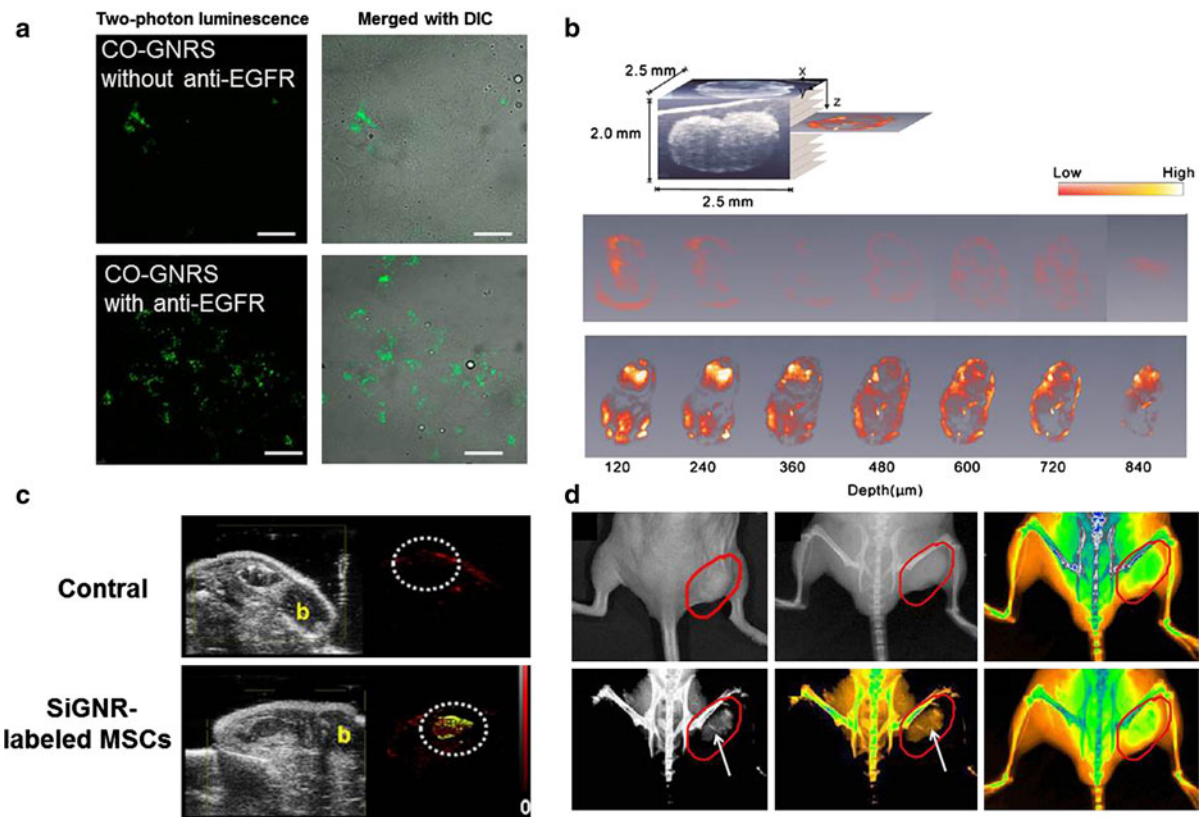 a
Two-photon luminescence
Merged with DIC
CO-GNRS
without anti-EGFR
CO-GNRS
with anti-EGFR
b
2.5 mm
X
Y
Z
2.0 mm
2.5 mm
Low
High
120
240
360
480
600
720
840
Depth(μm)
c
Contral
b
SiGNR-
labeled MSCs
b
0
d